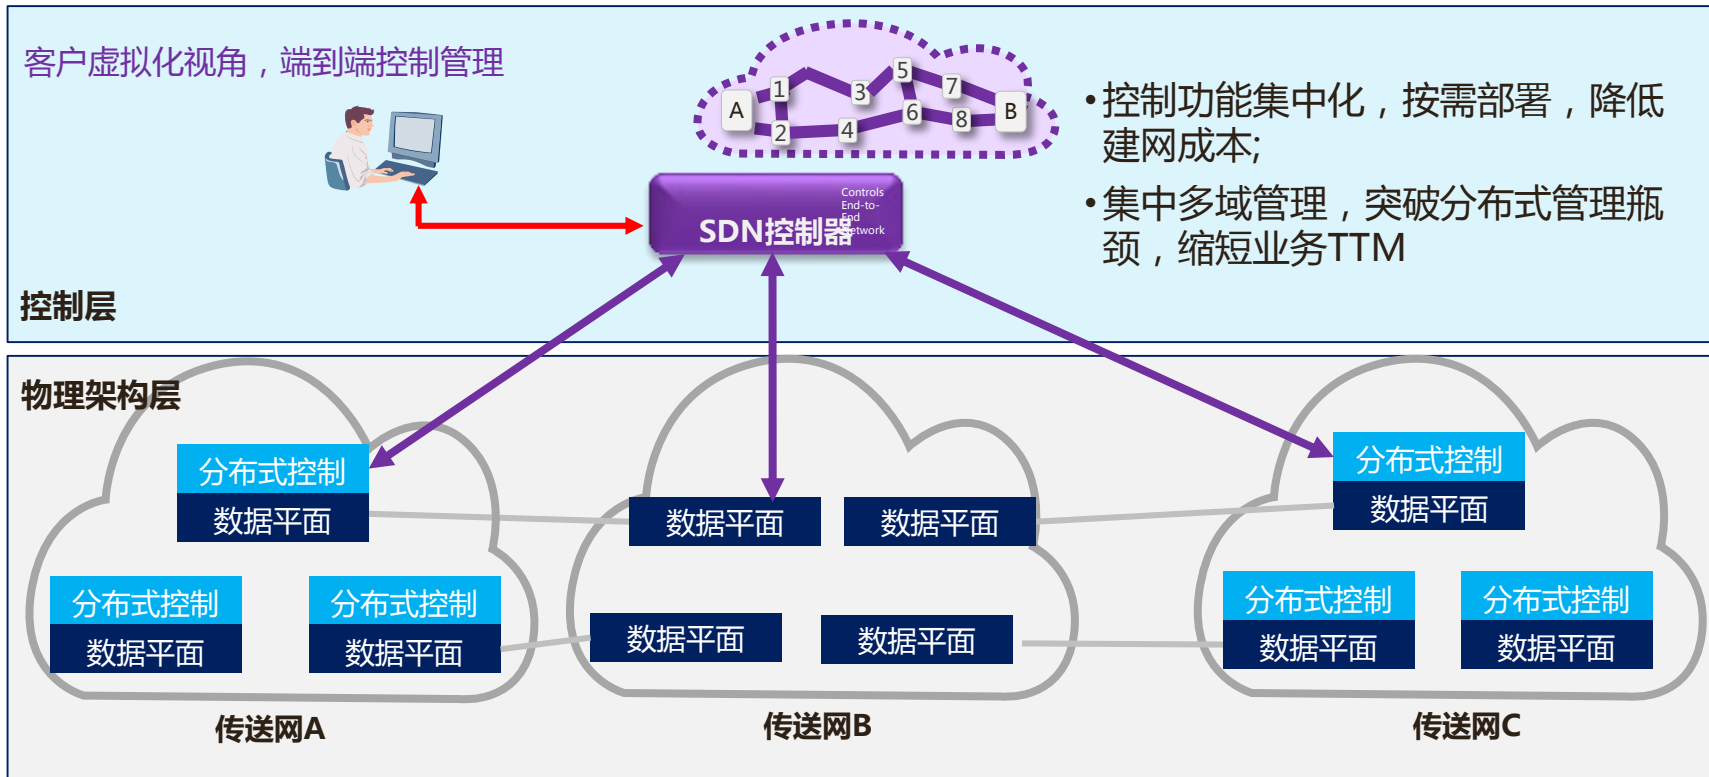 客户虚拟化视角，端到端控制管理
A
1
2
3
4
5
6
7
8
B
Controls
End-to-
End
Network
SDN控制器
•控制功能集中化，按需部署，降低
建网成本;
•集中多域管理，突破分布式管理瓶
颈，缩短业务TTM
控制层
物理架构层
分布式控制
数据平面
分布式控制
数据平面
分布式控制
数据平面
传送网A
数据平面
数据平面
数据平面
数据平面
传送网B
分布式控制
数据平面
分布式控制
数据平面
分布式控制
数据平面
传送网C